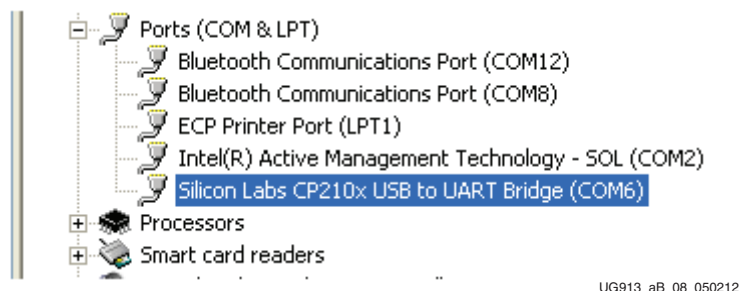 Ports (COM & LPT)
Bluetooth Communications Port (COM12)
Bluetooth Communications Port (COM8)
ECP Printer Port (LPT1)
Intel(R) Active Management Technology - SOL (COM2)
Silicon Labs CP210x USB to UART Bridge (COM6)
Processors
Smart card readers
UG913_aB_08_050212